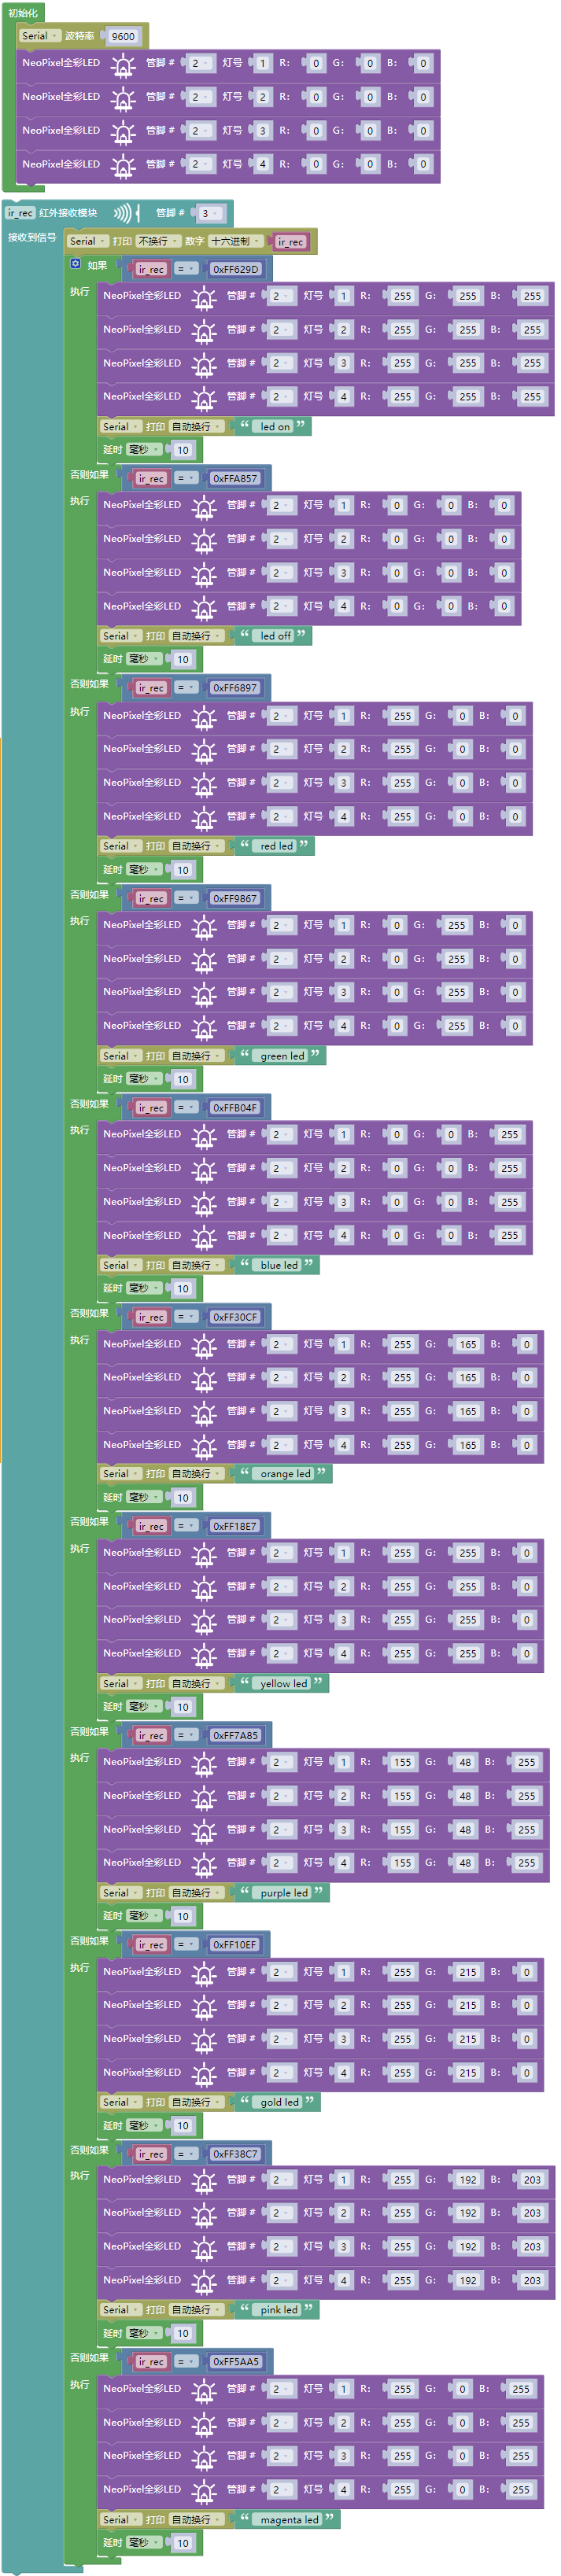 初始化
Serial 波特率 9600
NeoPixel全彩LED 管脚 # 2 灯号 1 R: 0 G: 0 B: 0
NeoPixel全彩LED 管脚 # 2 灯号 2 R: 0 G: 0 B: 0
NeoPixel全彩LED 管脚 # 2 灯号 3 R: 0 G: 0 B: 0
NeoPixel全彩LED 管脚 # 2 灯号 4 R: 0 G: 0 B: 0
ir_rec 红外接收模块 管脚 # 3
接收到信号 Serial 打印 不换行 数字 十六进制 ir_rec
如果 ir_rec = 0xFF629D
执行 NeoPixel全彩LED 管脚 # 2 灯号 1 R: 255 G: 255 B: 255
NeoPixel全彩LED 管脚 # 2 灯号 2 R: 255 G: 255 B: 255
NeoPixel全彩LED 管脚 # 2 灯号 3 R: 255 G: 255 B: 255
NeoPixel全彩LED 管脚 # 2 灯号 4 R: 255 G: 255 B: 255
Serial 打印 自动换行 “ led on ”
延时 毫秒 10
否则如果 ir_rec = 0xFFA857
执行 NeoPixel全彩LED 管脚 # 2 灯号 1 R: 0 G: 0 B: 0
NeoPixel全彩LED 管脚 # 2 灯号 2 R: 0 G: 0 B: 0
NeoPixel全彩LED 管脚 # 2 灯号 3 R: 0 G: 0 B: 0
NeoPixel全彩LED 管脚 # 2 灯号 4 R: 0 G: 0 B: 0
Serial 打印 自动换行 “ led off ”
延时 毫秒 10
否则如果 ir_rec = 0xFF6897
执行 NeoPixel全彩LED 管脚 # 2 灯号 1 R: 255 G: 0 B: 0
NeoPixel全彩LED 管脚 # 2 灯号 2 R: 255 G: 0 B: 0
NeoPixel全彩LED 管脚 # 2 灯号 3 R: 255 G: 0 B: 0
NeoPixel全彩LED 管脚 # 2 灯号 4 R: 255 G: 0 B: 0
Serial 打印 自动换行 “ red led ”
延时 毫秒 10
否则如果 ir_rec = 0xFF9867
执行 NeoPixel全彩LED 管脚 # 2 灯号 1 R: 0 G: 255 B: 0
NeoPixel全彩LED 管脚 # 2 灯号 2 R: 0 G: 255 B: 0
NeoPixel全彩LED 管脚 # 2 灯号 3 R: 0 G: 255 B: 0
NeoPixel全彩LED 管脚 # 2 灯号 4 R: 0 G: 255 B: 0
Serial 打印 自动换行 “ green led ”
延时 毫秒 10
否则如果 ir_rec = 0xFFB04F
执行 NeoPixel全彩LED 管脚 # 2 灯号 1 R: 0 G: 0 B: 255
NeoPixel全彩LED 管脚 # 2 灯号 2 R: 0 G: 0 B: 255
NeoPixel全彩LED 管脚 # 2 灯号 3 R: 0 G: 0 B: 255
NeoPixel全彩LED 管脚 # 2 灯号 4 R: 0 G: 0 B: 255
Serial 打印 自动换行 “ blue led ”
延时 毫秒 10
否则如果 ir_rec = 0xFF30CF
执行 NeoPixel全彩LED 管脚 # 2 灯号 1 R: 255 G: 165 B: 0
NeoPixel全彩LED 管脚 # 2 灯号 2 R: 255 G: 165 B: 0
NeoPixel全彩LED 管脚 # 2 灯号 3 R: 255 G: 165 B: 0
NeoPixel全彩LED 管脚 # 2 灯号 4 R: 255 G: 165 B: 0
Serial 打印 自动换行 “ orange led ”
延时 毫秒 10
否则如果 ir_rec = 0xFF18E7
执行 NeoPixel全彩LED 管脚 # 2 灯号 1 R: 255 G: 255 B: 0
NeoPixel全彩LED 管脚 # 2 灯号 2 R: 255 G: 255 B: 0
NeoPixel全彩LED 管脚 # 2 灯号 3 R: 255 G: 255 B: 0
NeoPixel全彩LED 管脚 # 2 灯号 4 R: 255 G: 255 B: 0
Serial 打印 自动换行 “ yellow led ”
延时 毫秒 10
否则如果 ir_rec = 0xFF7A85
执行 NeoPixel全彩LED 管脚 # 2 灯号 1 R: 155 G: 48 B: 255
NeoPixel全彩LED 管脚 # 2 灯号 2 R: 155 G: 48 B: 255
NeoPixel全彩LED 管脚 # 2 灯号 3 R: 155 G: 48 B: 255
NeoPixel全彩LED 管脚 # 2 灯号 4 R: 155 G: 48 B: 255
Serial 打印 自动换行 “ purple led ”
延时 毫秒 10
否则如果 ir_rec = 0xFF10EF
执行 NeoPixel全彩LED 管脚 # 2 灯号 1 R: 255 G: 215 B: 0
NeoPixel全彩LED 管脚 # 2 灯号 2 R: 255 G: 215 B: 0
NeoPixel全彩LED 管脚 # 2 灯号 3 R: 255 G: 215 B: 0
NeoPixel全彩LED 管脚 # 2 灯号 4 R: 255 G: 215 B: 0
Serial 打印 自动换行 “ gold led ”
延时 毫秒 10
否则如果 ir_rec = 0xFF38C7
执行 NeoPixel全彩LED 管脚 # 2 灯号 1 R: 255 G: 192 B: 203
NeoPixel全彩LED 管脚 # 2 灯号 2 R: 255 G: 192 B: 203
NeoPixel全彩LED 管脚 # 2 灯号 3 R: 255 G: 192 B: 203
NeoPixel全彩LED 管脚 # 2 灯号 4 R: 255 G: 192 B: 203
Serial 打印 自动换行 “ pink led ”
延时 毫秒 10
否则如果 ir_rec = 0xFF5AA5
执行 NeoPixel全彩LED 管脚 # 2 灯号 1 R: 255 G: 0 B: 255
NeoPixel全彩LED 管脚 # 2 灯号 2 R: 255 G: 0 B: 255
NeoPixel全彩LED 管脚 # 2 灯号 3 R: 255 G: 0 B: 255
NeoPixel全彩LED 管脚 # 2 灯号 4 R: 255 G: 0 B: 255
Serial 打印 自动换行 “ magenta led ”
延时 毫秒 10